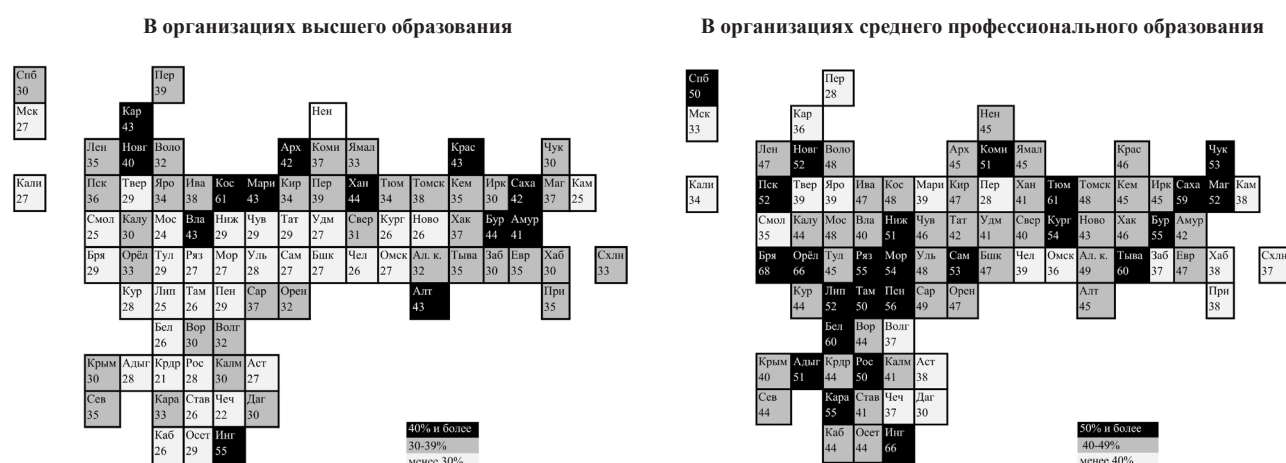 В организациях высшего образования
Спб Пер
30 39
Мск Кар Нен
27 43
Лен Новг Воло Арх Коми Ямал Крас Чук
35 40 32 42 37 33 43 30
Кали Пск Твер Яро Ива Кос Мари Кир Пер Хан Тюм Томск Кем Ирк Саха Маг Кам
27 36 29 34 38 61 43 34 39 44 34 38 35 30 42 37 25
Смол Калу Мос Вла Ниж Чув Тат Удм Свер Кург Ново Хак Бур Амур
25 30 24 43 29 29 29 27 31 26 26 37 44 41
Бря Орёл Тул Ряз Мор Уль Сам Бшк Чел Омск Ал. к. Тыва Заб Евр Хаб Схлн
29 33 29 27 27 28 27 27 26 27 32 35 30 35 30 33
Кур Лип Там Пен Сар Орен Алт При
28 25 26 29 37 32 43 35
Бел Вор Волг
26 30 32
Крым Адыг Крдр Рос Калм Аст
30 28 21 28 30 27
Сев Кара Став Чеч Даг
35 33 26 22 30
Каб Осет Инг
26 29 55
40% и более
30-39%
менее 30%
В организациях среднего профессионального образования
Спб Пер
50 28
Мск Кар Нен
33 36 45
Лен Новг Воло Арх Коми Ямал Крас Чук
47 52 48 45 51 45 46 53
Кали Пск Твер Яро Ива Кос Мари Кир Пер Хан Тюм Томск Кем Ирк Саха Маг Кам
34 52 39 39 47 48 39 47 28 41 61 48 45 45 59 52 38
Смол Калу Мос Вла Ниж Чув Тат Удм Свер Кург Ново Хак Бур Амур
35 44 48 40 51 46 42 41 40 54 43 46 55 42
Бря Орёл Тул Ряз Мор Уль Сам Бшк Чел Омск Ал. к. Тыва Заб Евр Хаб Схлн
68 66 45 55 54 48 53 47 39 36 49 60 37 47 38 37
Кур Лип Там Пен Сар Орен Алт При
44 52 50 56 49 47 45 38
Бел Вор Волг
60 44 37
Крым Адыг Крдр Рос Калм Аст
40 51 44 50 41 38
Сев Кара Став Чеч Даг
44 55 41 37 30
Каб Осет Инг
44 44 66
50% и более
40-49%
менее 40%